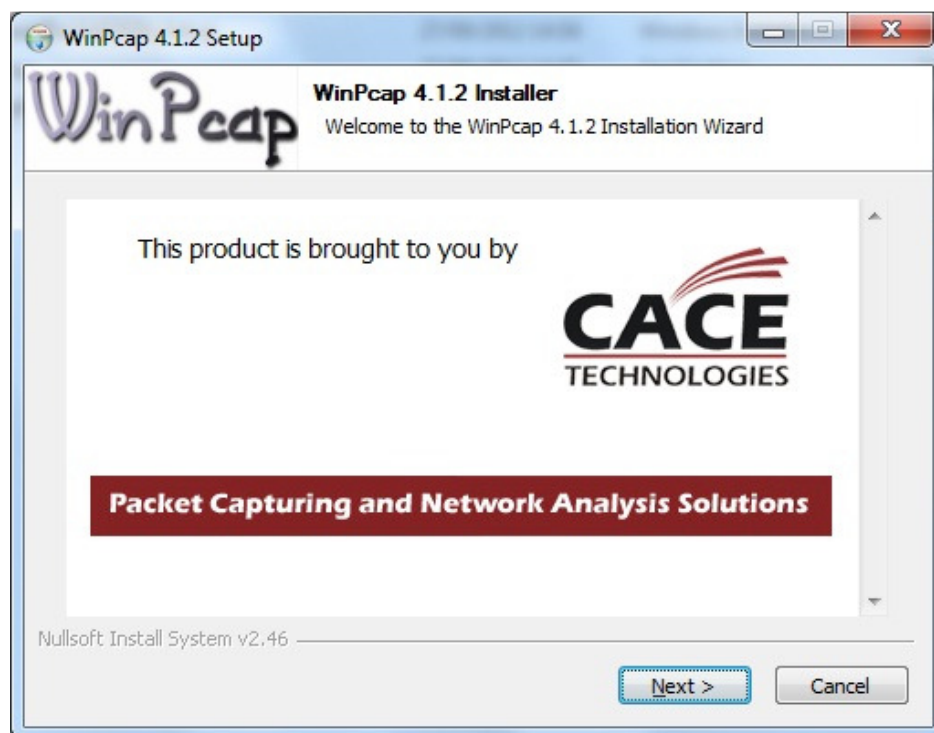 WinPcap 4.1.2 Setup
WinPcap
WinPcap 4.1.2 Installer
Welcome to the WinPcap 4.1.2 Installation Wizard
This product is brought to you by
CACE
TECHNOLOGIES
Packet Capturing and Network Analysis Solutions
Nullsoft Install System v2.46
Next >
Cancel